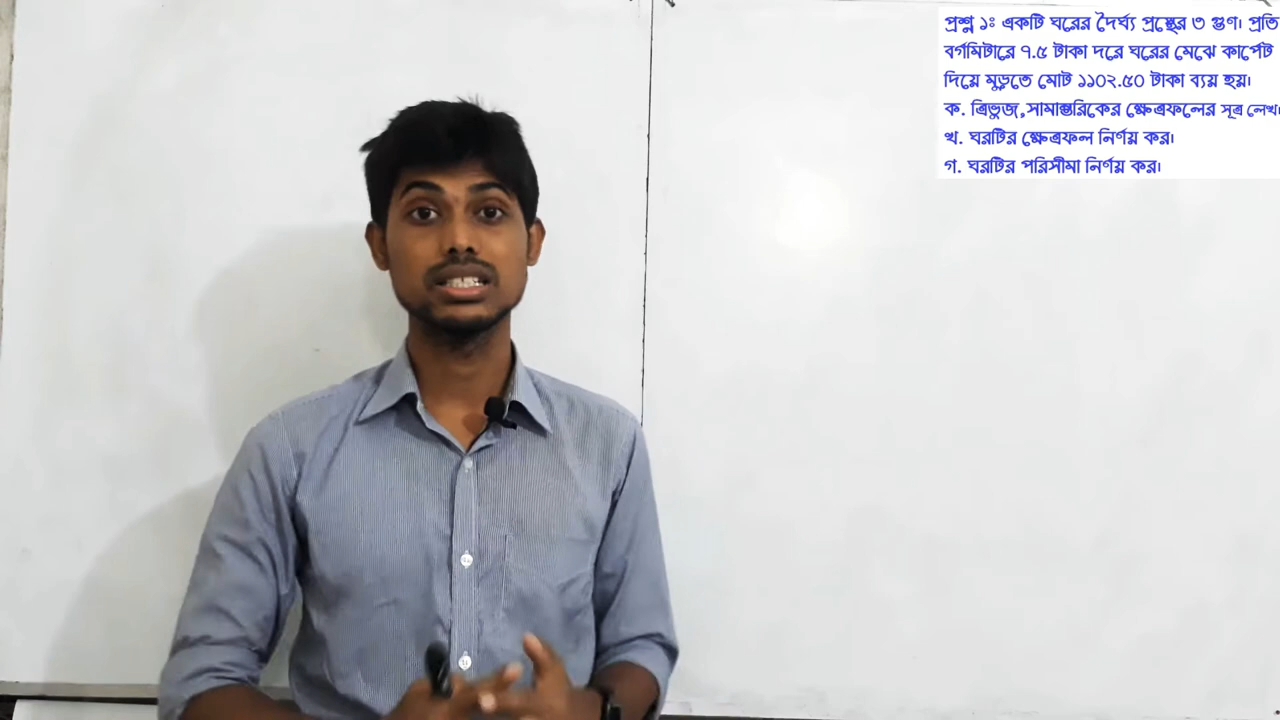 প্রশ্ন ১ঃ একটি ঘরের দৈর্ঘ্য প্রস্থের ৩ গুণ। প্রতি
বর্গমিটারে ৭.৫ টাকা দরে ঘরের মেঝে কার্পেট
দিয়ে মুড়তে মোট ১১০২.৫০ টাকা ব্যয় হয়।
ক. ত্রিভুজ,সামান্তরিকের ক্ষেত্রফলের সূত্র লেখ।
খ. ঘরটির ক্ষেত্রফল নির্ণয় কর।
গ. ঘরটির পরিসীমা নির্ণয় কর।